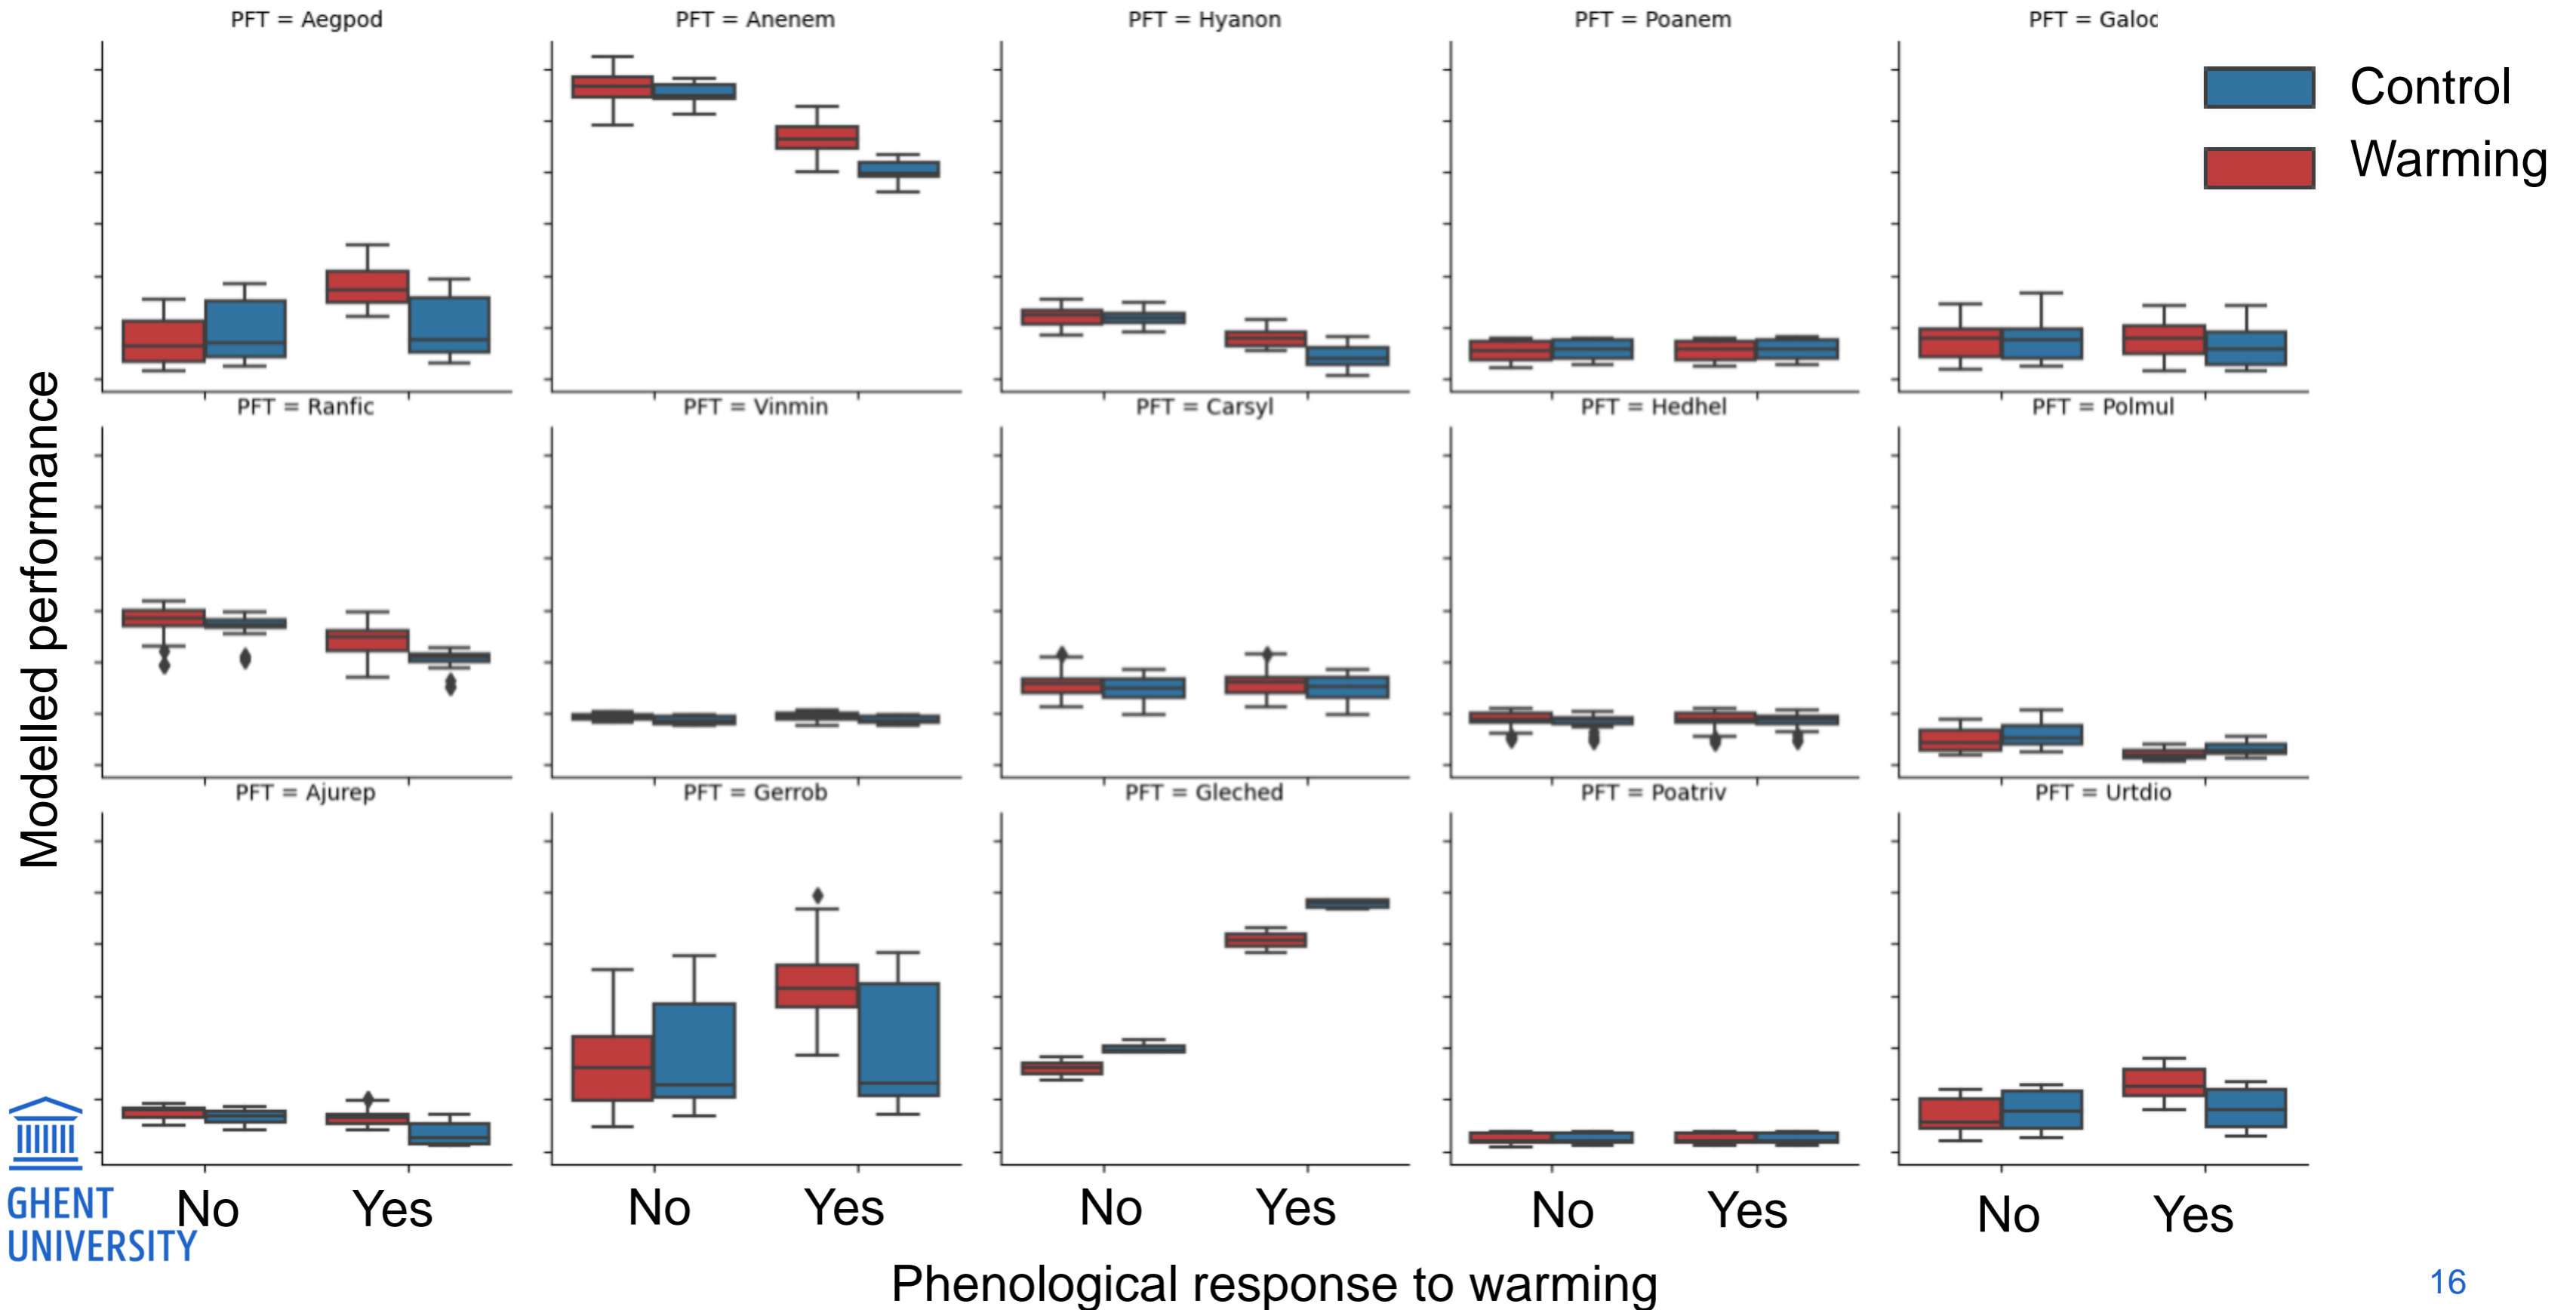 PFT = Aegpod
PFT = Anenem
PFT = Hyanon
PFT = Poanem
PFT = Galoc
Control
Warming
Modelled performance
PFT = Ranfic
PFT = Vinmin
PFT = Carsyl
PFT = Hedhel
PFT = Polmul
PFT = Ajurep
PFT = Gerrob
PFT = Gleched
PFT = Poatriv
PFT = Urtdio
No Yes
No Yes
No Yes
No Yes
No Yes
GHENT
UNIVERSITY
Phenological response to warming
16